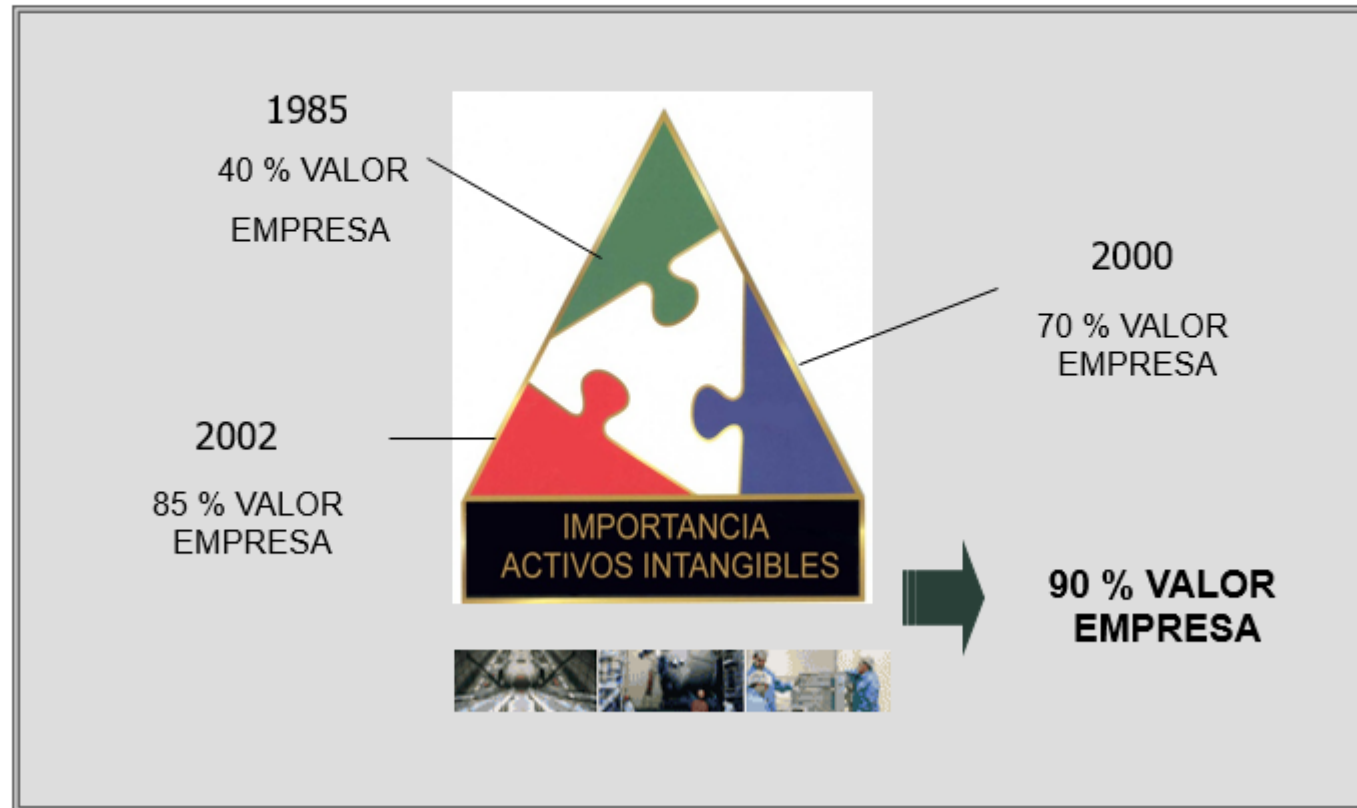 1985
40 % VALOR
EMPRESA
2000
70 % VALOR
EMPRESA
2002
85 % VALOR
EMPRESA
IMPORTANCIA
ACTIVOS INTANGIBLES
90 % VALOR
EMPRESA